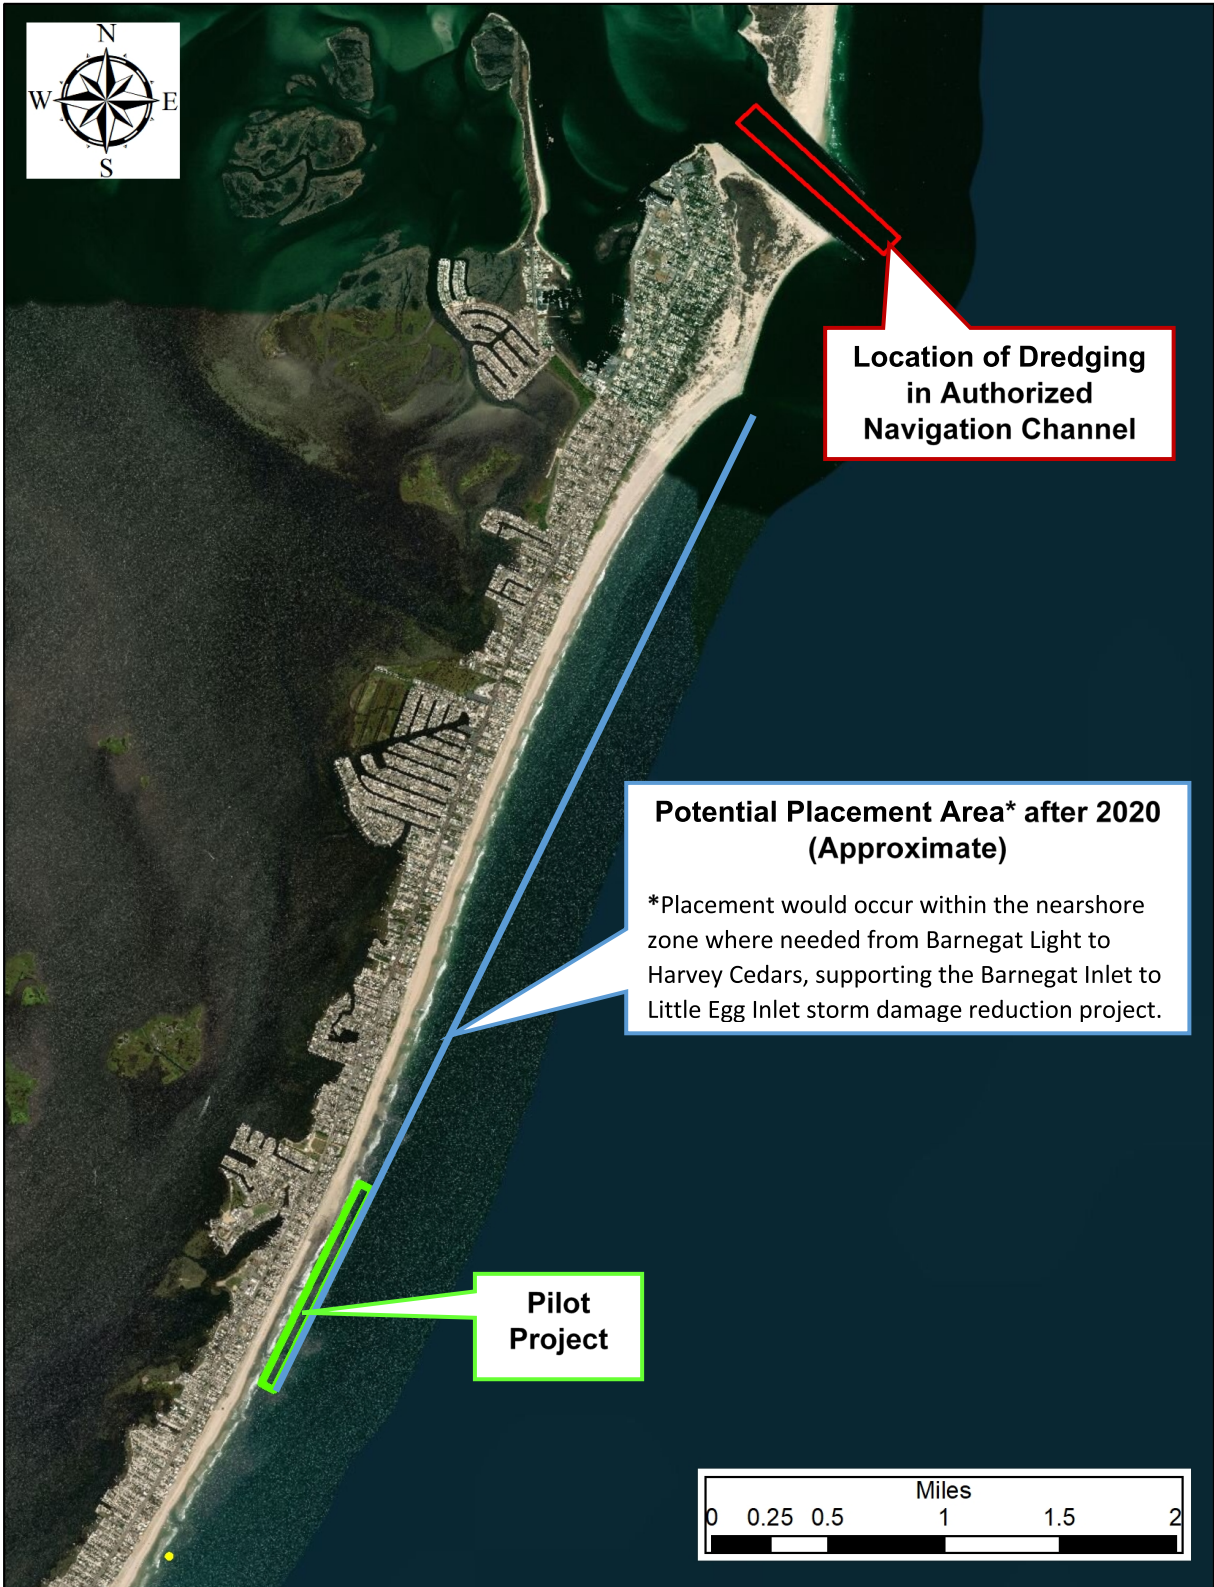 N
W E
S
Location of Dredging
in Authorized
Navigation Channel
Potential Placement Area* after 2020
(Approximate)
*Placement would occur within the nearshore
zone where needed from Barnegat Light to
Harvey Cedars, supporting the Barnegat Inlet to
Little Egg Inlet storm damage reduction project.
Pilot
Project
Miles
0 0.25 0.5 1 1.5 2